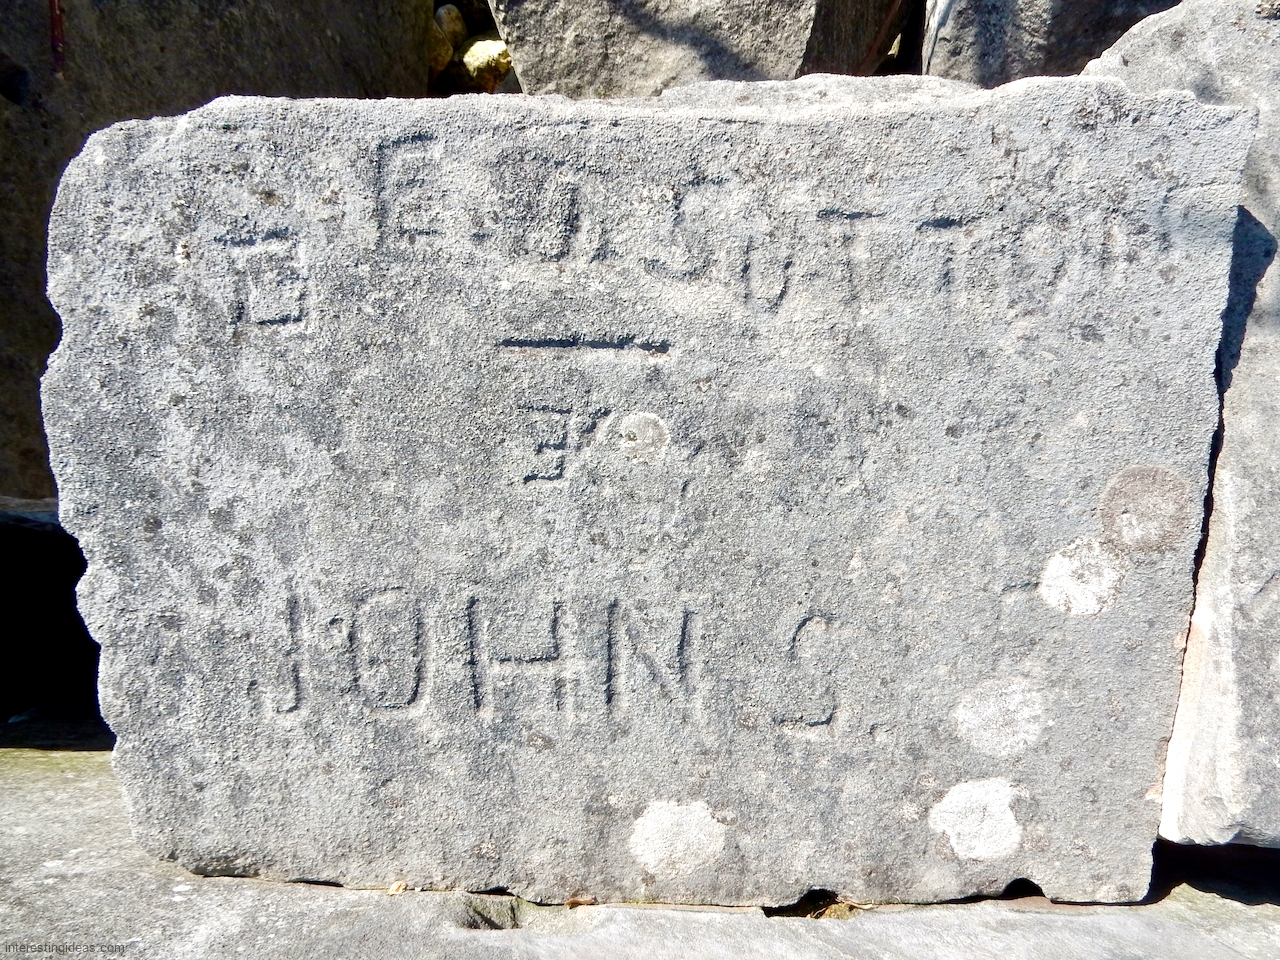 E. O. SUTTON
JOHN S.
interestingideas.com